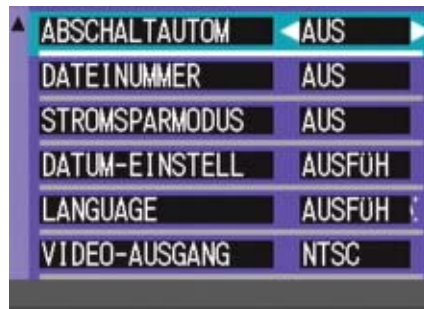 ABSCHALTAUTOM AUS
DATEINUMMER AUS
STROMSPARMODUS AUS
DATUM-EINSTELL AUSFÜH
LANGUAGE AUSFÜH
VIDEO-AUSGANG NTSC